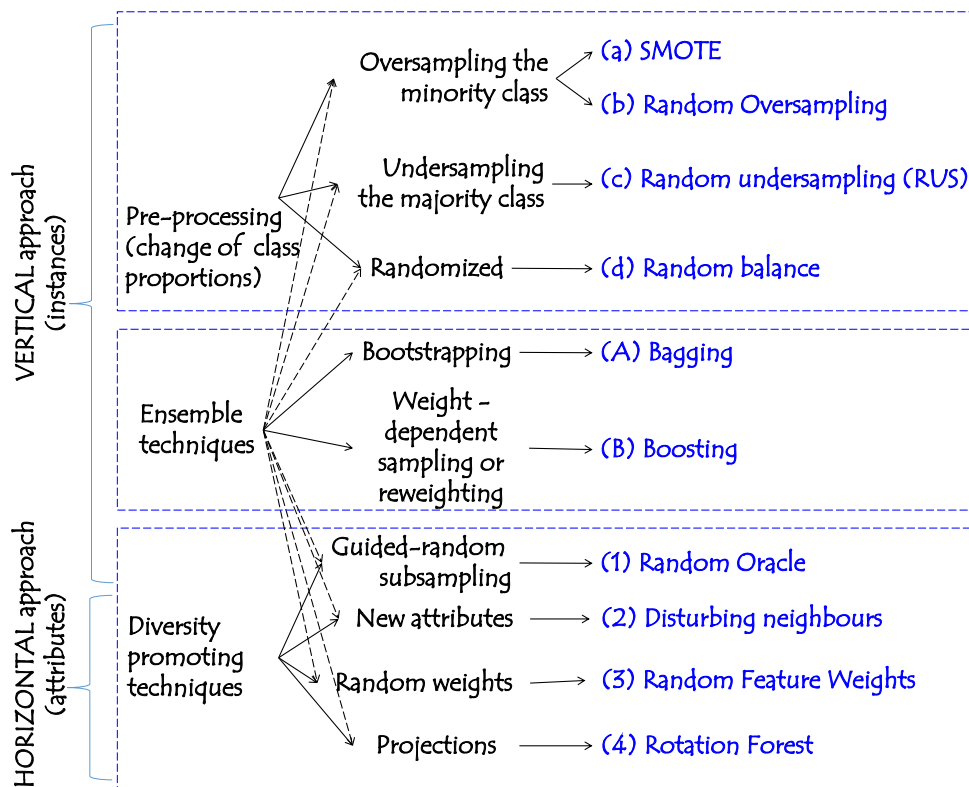 VERTICAL approach
(instances)
Pre-processing
(change of class
proportions)
Oversampling the
minority class
(a) SMOTE
(b) Random Oversampling
Undersampling
the majority class
(c) Random undersampling (RUS)
Randomized
(d) Random balance
Ensemble
techniques
Bootstrapping
(A) Bagging
Weight -
dependent
sampling or
reweighting
(B) Boosting
HORIZONTAL approach
(attributes)
Diversity
promoting
techniques
Guided-random
subsampling
(1) Random Oracle
New attributes
(2) Disturbing neighbours
Random weights
(3) Random Feature Weights
Projections
(4) Rotation Forest